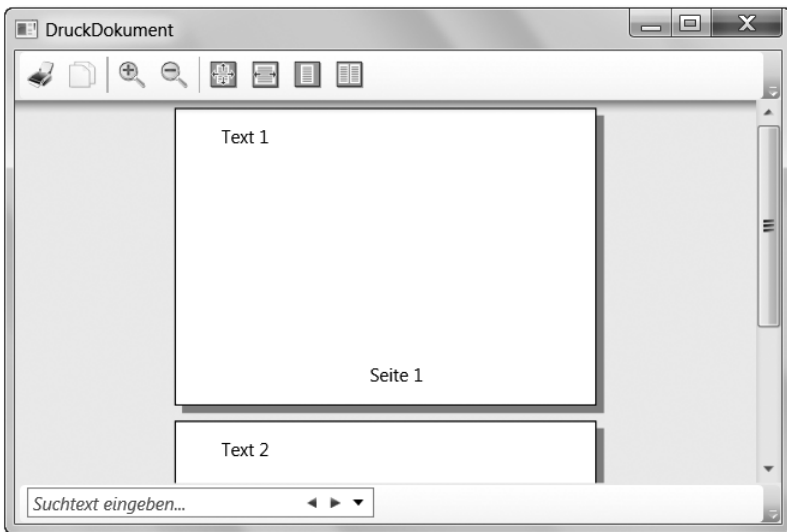 DruckDokument
Text 1
Seite 1
Text 2
Suchtext eingeben...